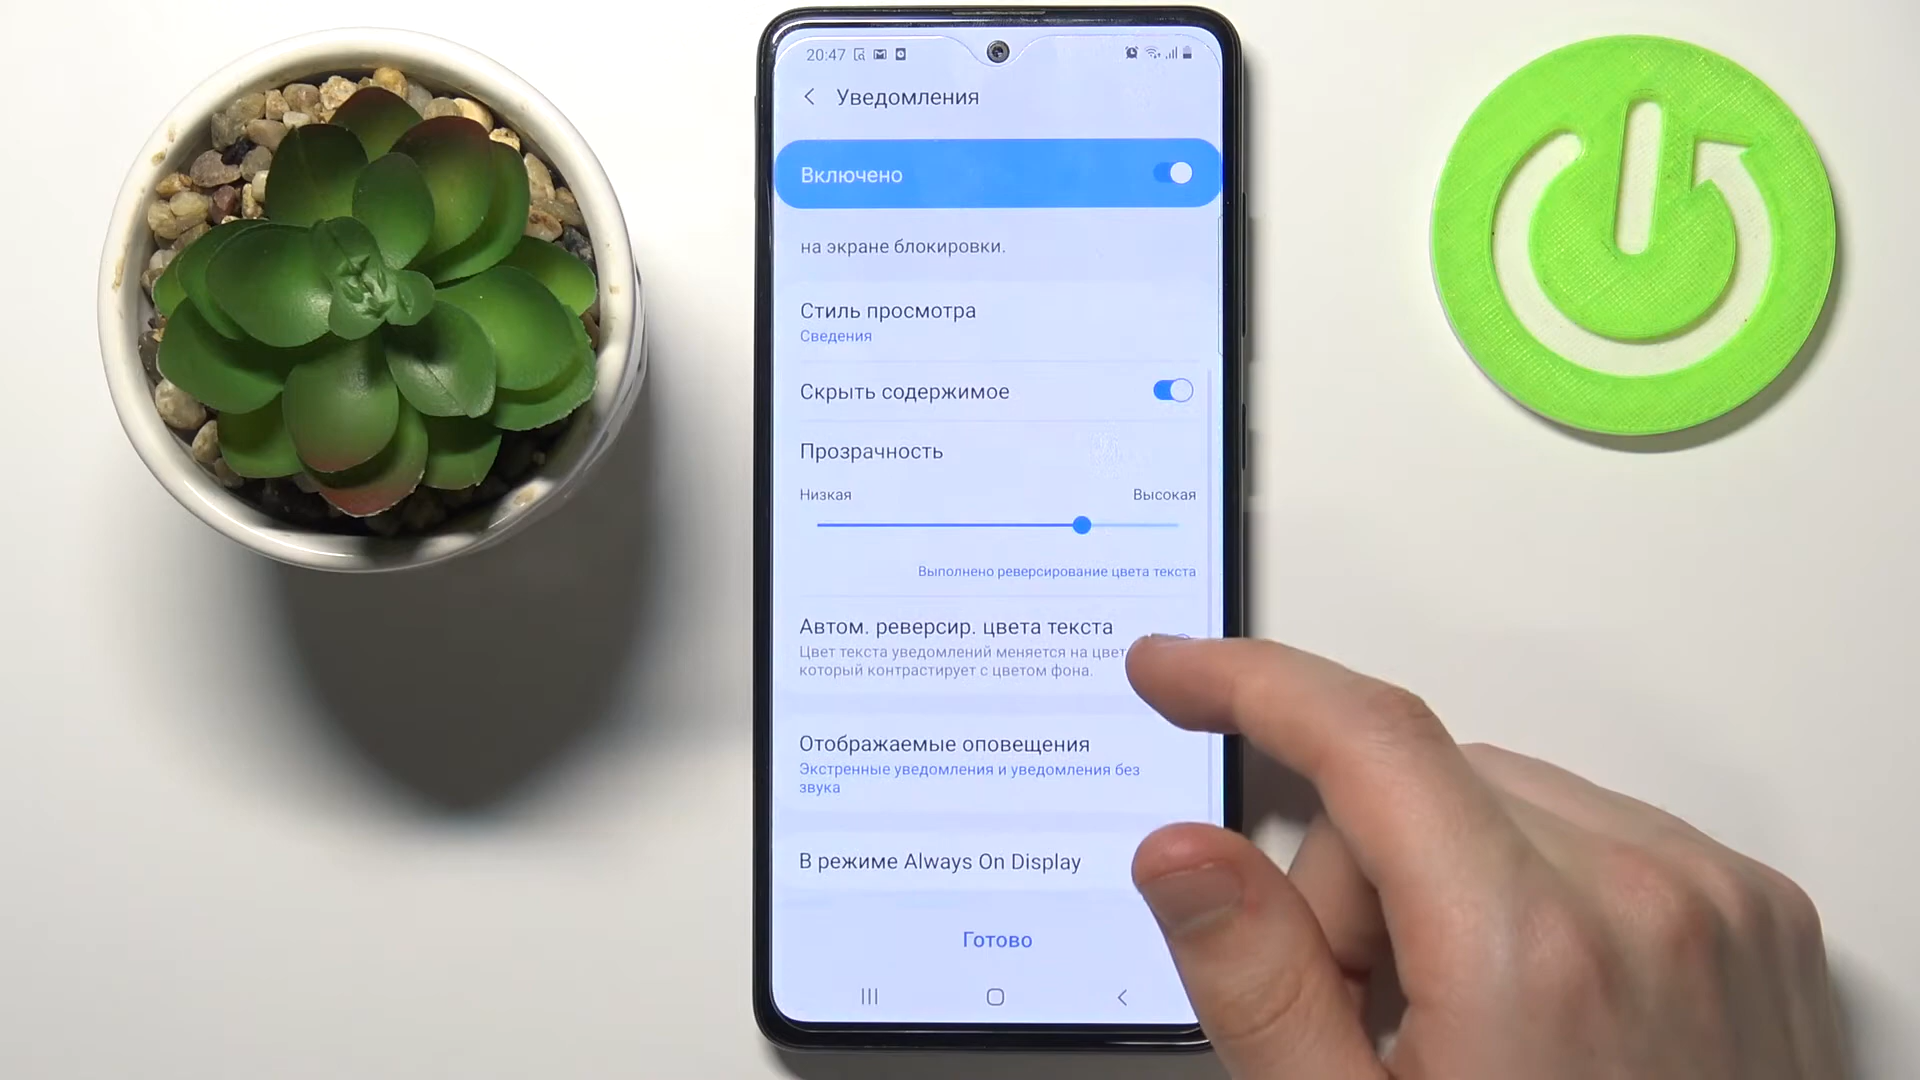 20:47
Уведомления
Включено
на экране блокировки.
Стиль просмотра
Сведения
Скрыть содержимое
Прозрачность
Низкая
Высокая
Выполнено реверсирование цвета текста
Автом. реверсир. цвета текста
Цвет текста уведомлений меняется на цвет
который контрастирует с цветом фона.
Отображаемые оповещения
Экстренные уведомления и уведомления без
звука
В режиме Always On Display
Готово